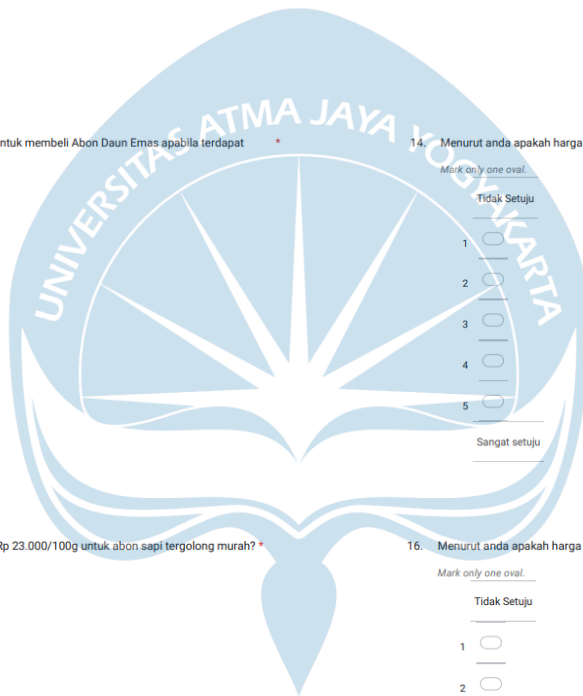 UNIVERSITAS ATMA JAYA YOGYAKARTA
ntuk membeli Abon Daun Emas apabila terdapat *
14. Menurut anda apakah harga
Mark only one oval.
Tidak Setuju
1
2
3
4
5
Sangat setuju
Rp 23.000/100g untuk abon sapi tergolong murah? *
16. Menurut anda apakah harga
Mark only one oval.
Tidak Setuju
1
2